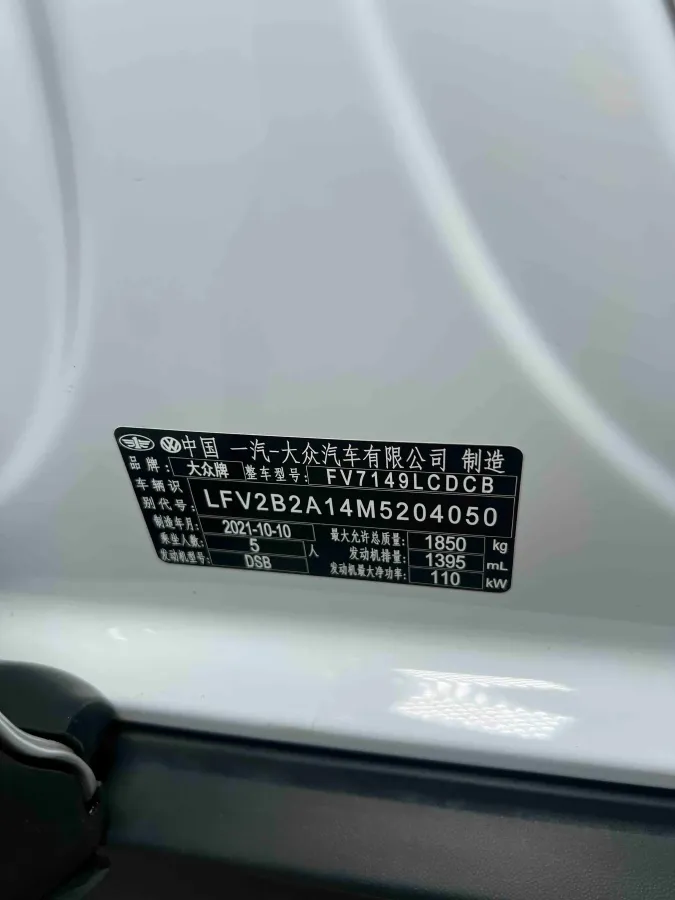 中国 一汽-大众汽车有限公司 制造
品牌: 大众牌 整车型号: FV7149LCDCB
车辆识别代号: LFV2B2A14M5204050
制造年月: 2021-10-10 最大允许总质量: 1850 kg
乘坐人数: 5 人 发动机排量: 1395 mL
发动机型号: DSB 发动机最大净功率: 110 kW